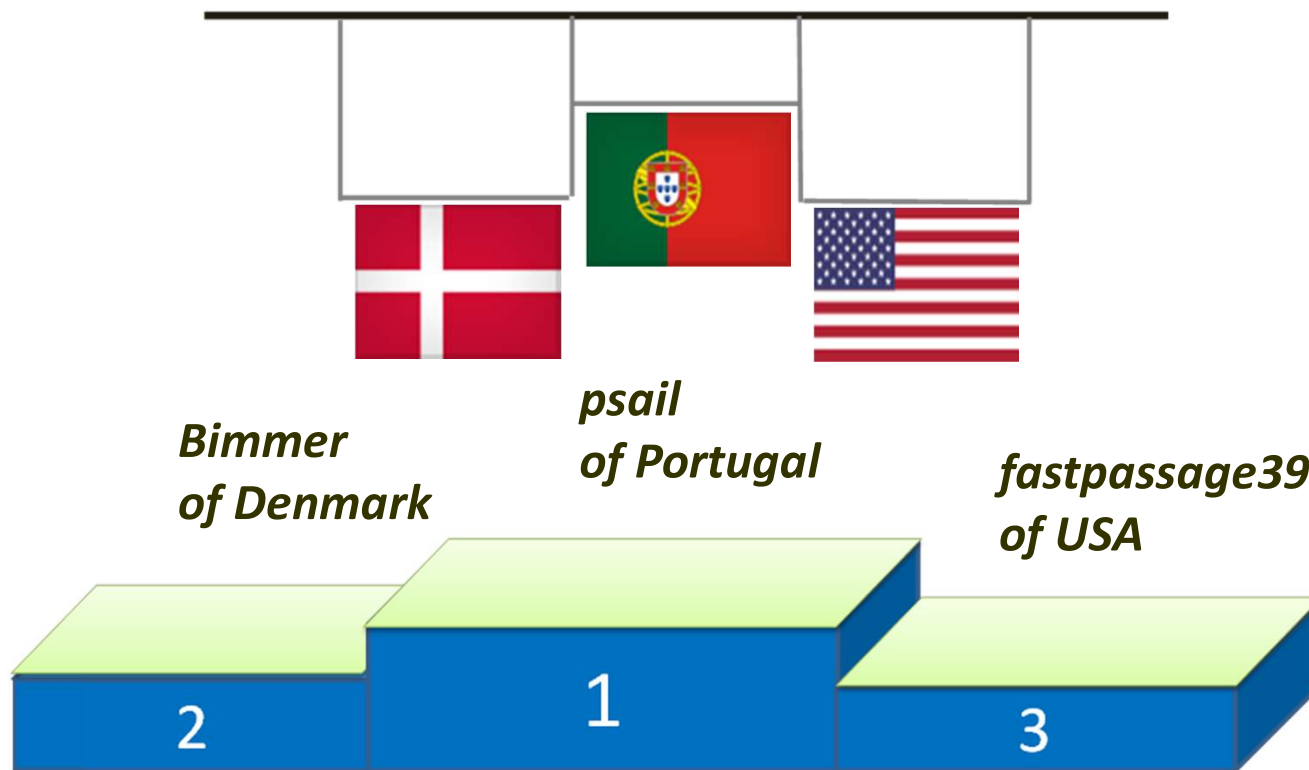 psail
of Portugal
Bimmer
of Denmark
fastpassage39
of USA
2
1
3